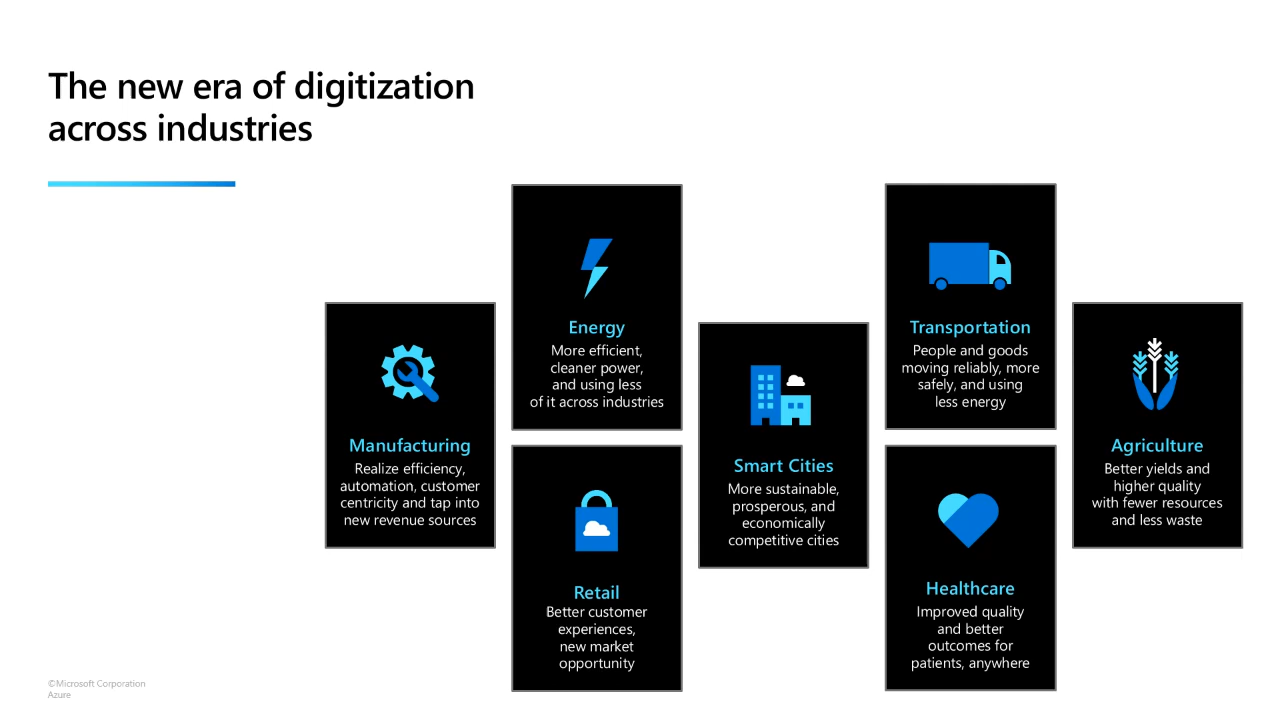 The new era of digitization
across industries
Manufacturing
Realize efficiency,
automation, customer
centricity and tap into
new revenue sources
Energy
More efficient,
cleaner power,
and using less
of it across industries
Retail
Better customer
experiences,
new market
opportunity
Smart Cities
More sustainable,
prosperous, and
economically
competitive cities
Transportation
People and goods
moving reliably, more
safely, and using
less energy
Healthcare
Improved quality
and better
outcomes for
patients, anywhere
Agriculture
Better yields and
higher quality
with fewer resources
and less waste
©Microsoft Corporation
Azure